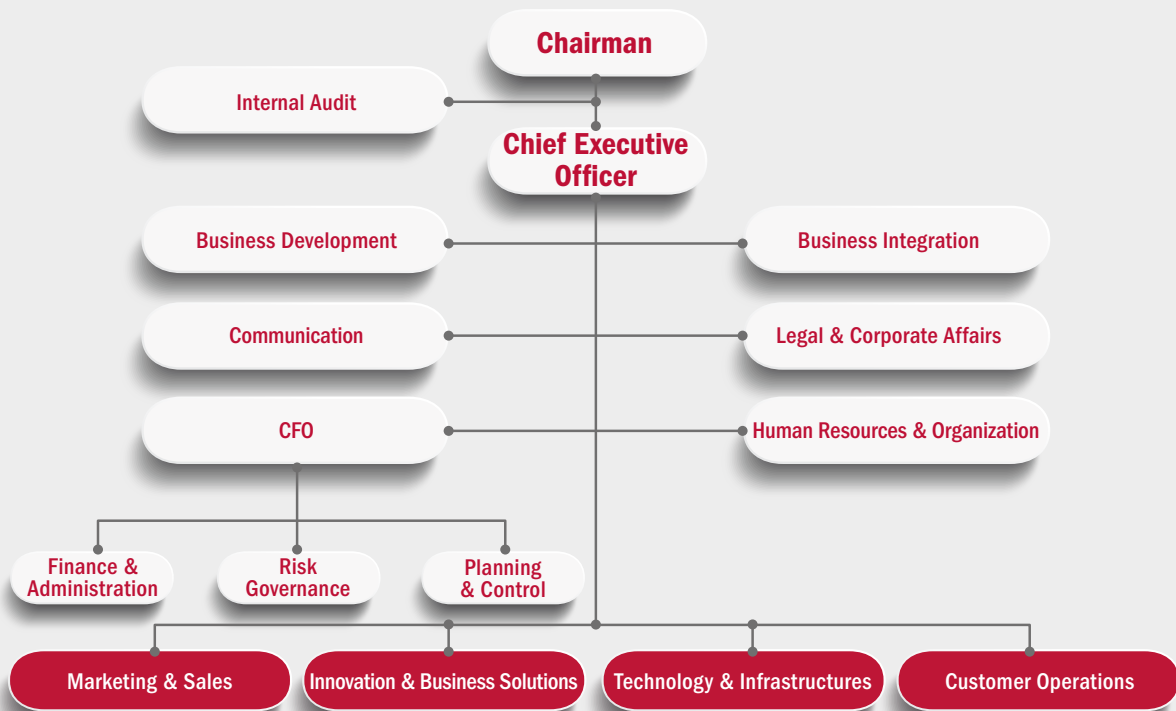 Chairman
Internal Audit
Chief Executive
Officer
Business Development
Business Integration
Communication
Legal & Corporate Affairs
CFO
Human Resources & Organization
Finance &
Administration
Risk
Governance
Planning
& Control
Marketing & Sales
Innovation & Business Solutions
Technology & Infrastructures
Customer Operations